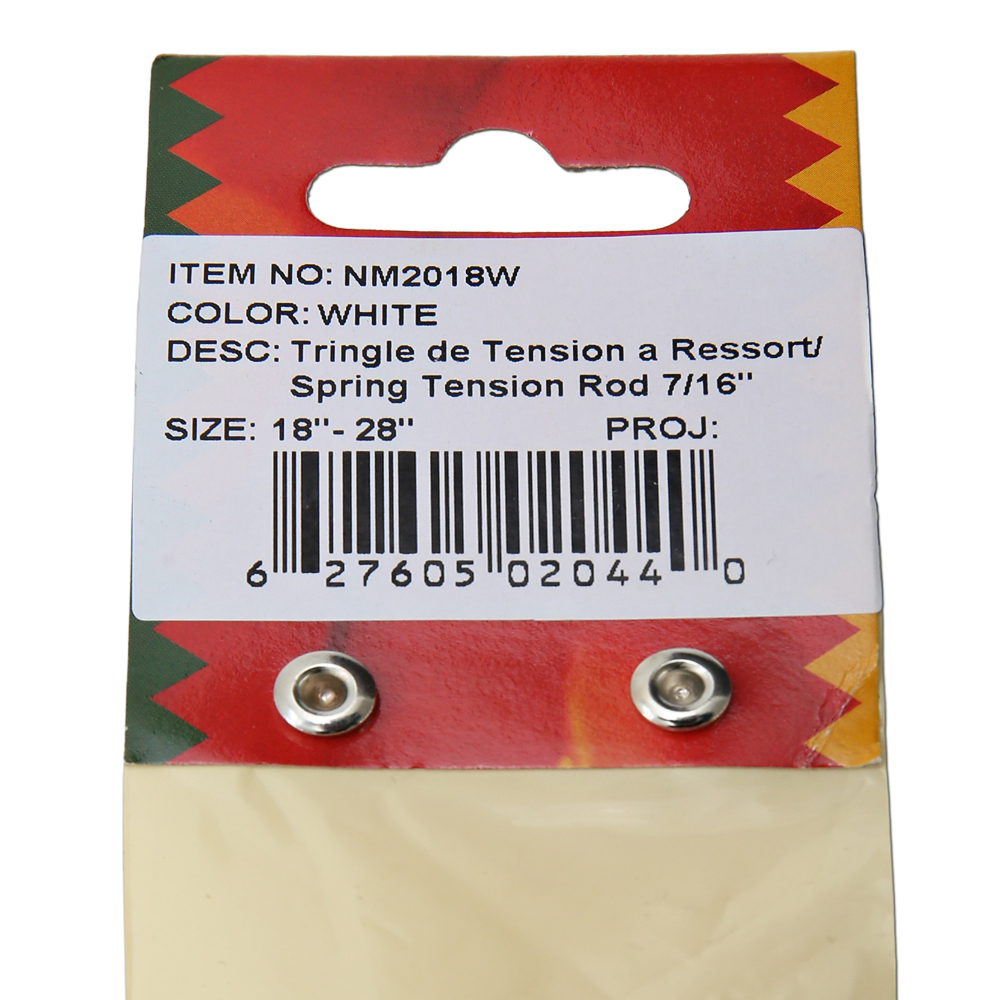 ITEM NO: NM2018W
COLOR: WHITE
DESC: Tringle de Tension a Ressort/
Spring Tension Rod 7/16"
SIZE: 18"- 28" PROJ:
6 27605 02044 0